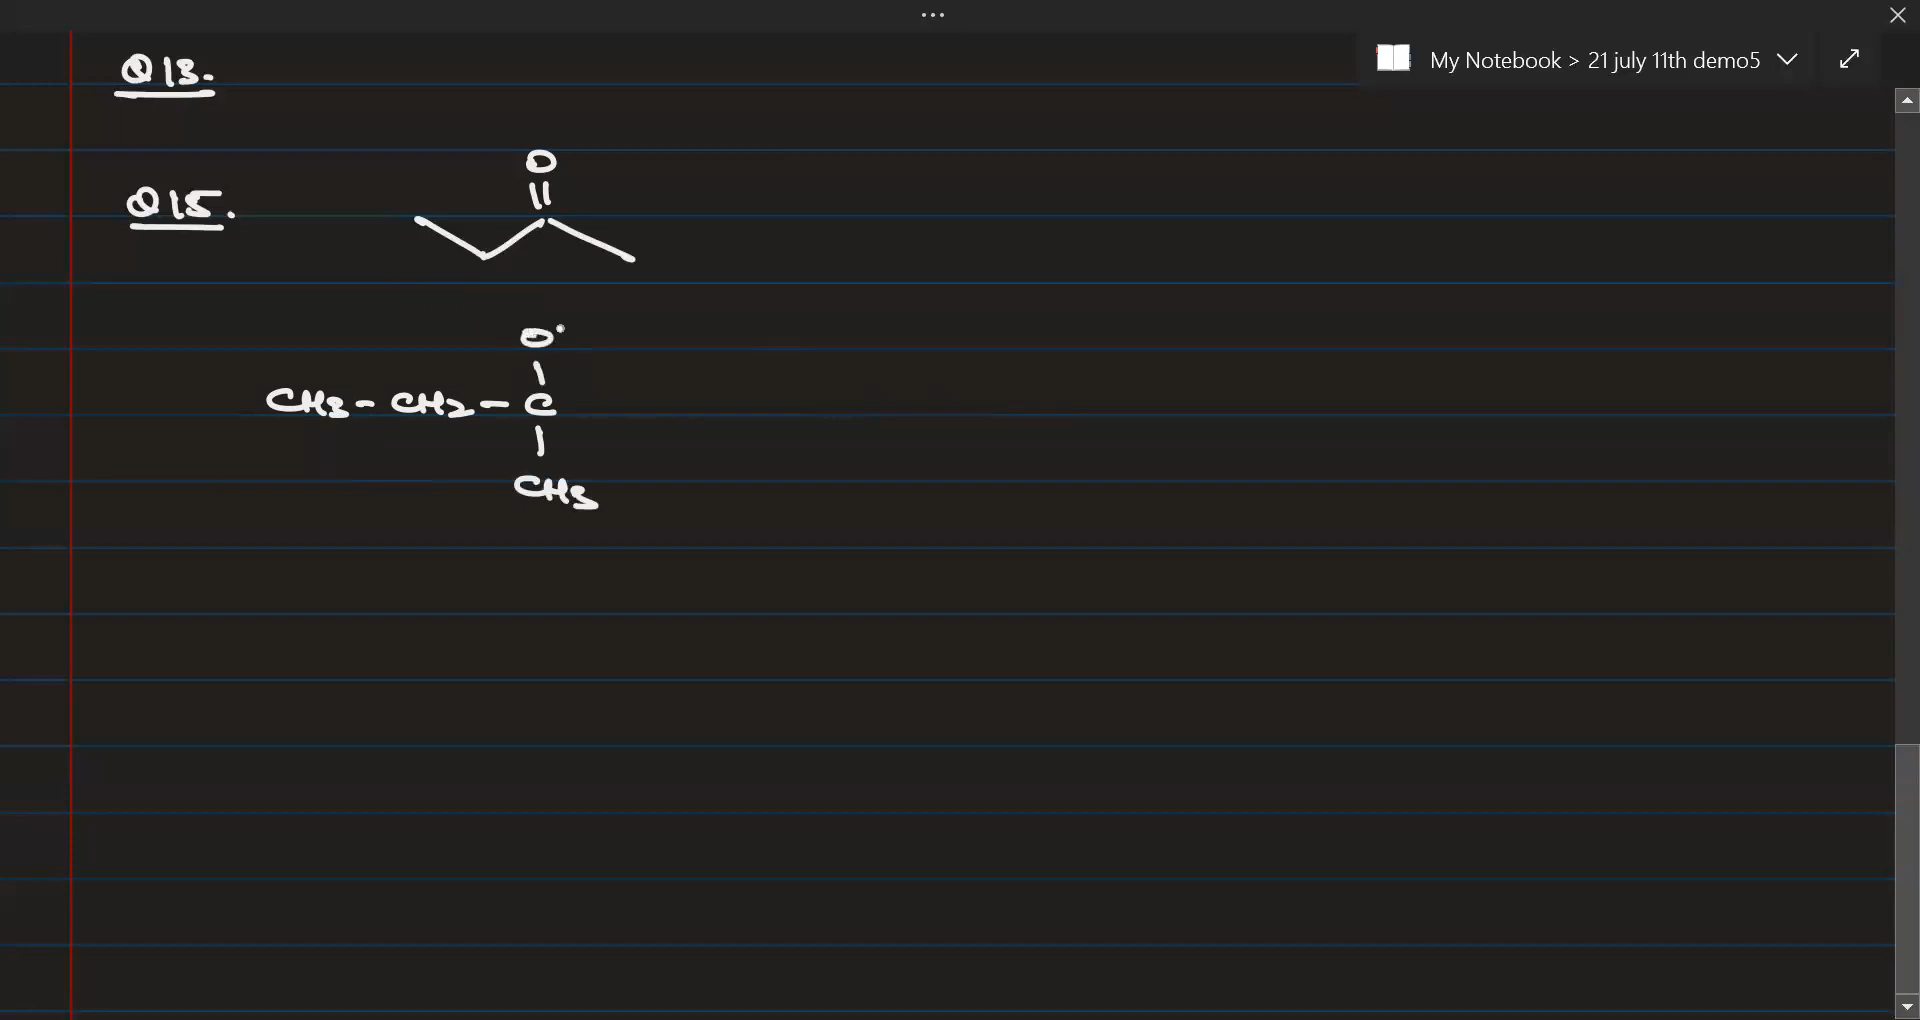 ...
My Notebook > 21 july 11th demo5
Q13.
O
||
Q15.
O
|
CH3-CH2-C
|
CH3